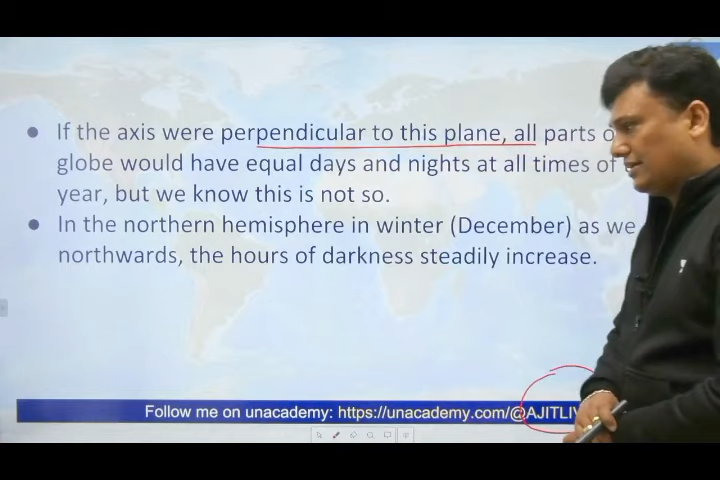 ● If the axis were perpendicular to this plane, all parts
globe would have equal days and nights at all times of
year, but we know this is not so.
● In the northern hemisphere in winter (December) as we
northwards, the hours of darkness steadily increase.
Follow me on unacademy: https://unacademy.com/@AJITLI